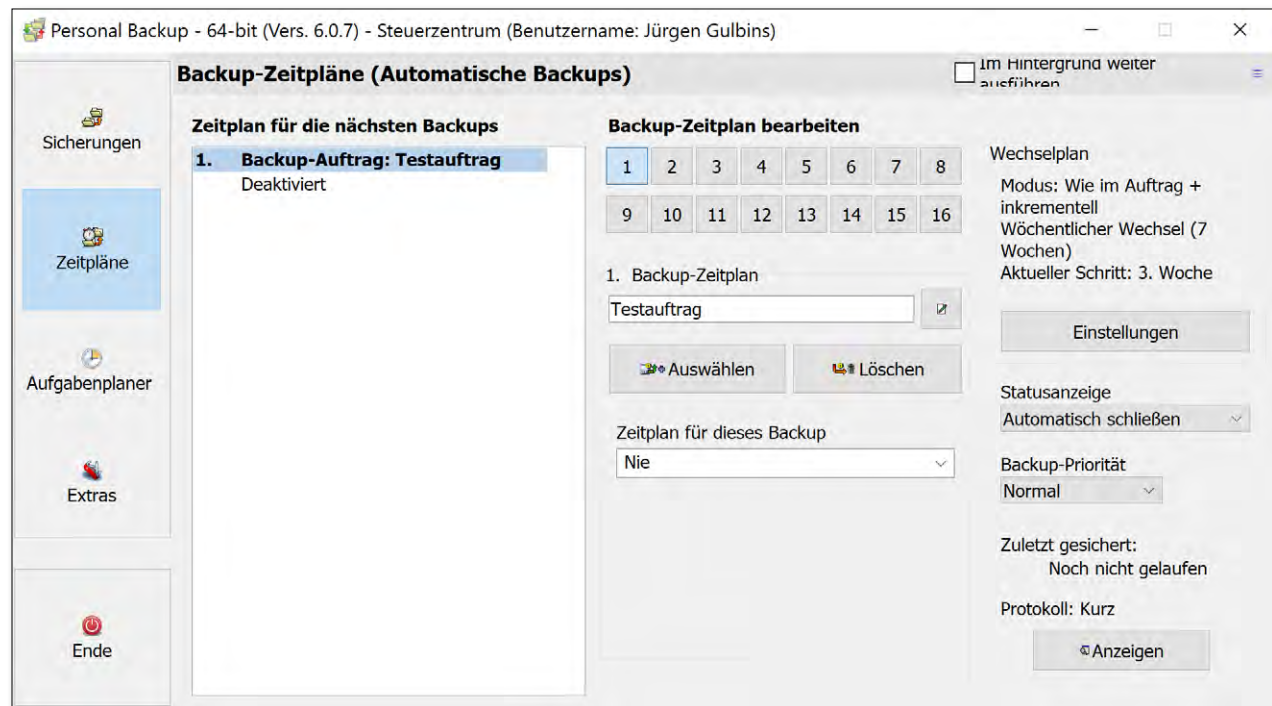 Personal Backup - 64-bit (Vers. 6.0.7) - Steuerzentrum (Benutzername: Jürgen Gulbins)
Backup-Zeitpläne (Automatische Backups)
Im Hintergrund weiter
ausführen
Sicherungen
Zeitpläne
Aufgabenplaner
Extras
Ende
Zeitplan für die nächsten Backups
1. Backup-Auftrag: Testauftrag
Deaktiviert
Backup-Zeitplan bearbeiten
1 2 3 4 5 6 7 8
9 10 11 12 13 14 15 16
1. Backup-Zeitplan
Testauftrag
Auswählen Löschen
Zeitplan für dieses Backup
Nie
Wechselplan
Modus: Wie im Auftrag +
inkrementell
Wöchentlicher Wechsel (7
Wochen)
Aktueller Schritt: 3. Woche
Einstellungen
Statusanzeige
Automatisch schließen
Backup-Priorität
Normal
Zuletzt gesichert:
Noch nicht gelaufen
Protokoll: Kurz
Anzeigen